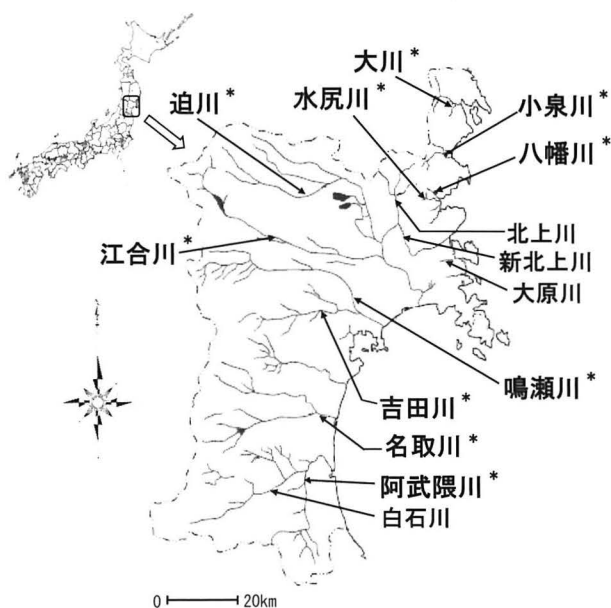 大川*
水尻川*
小泉川*
迫川*
八幡川*
北上川
新北上川
江合川*
大原川
鳴瀬川*
吉田川*
名取川*
阿武隈川*
白石川
0 20km